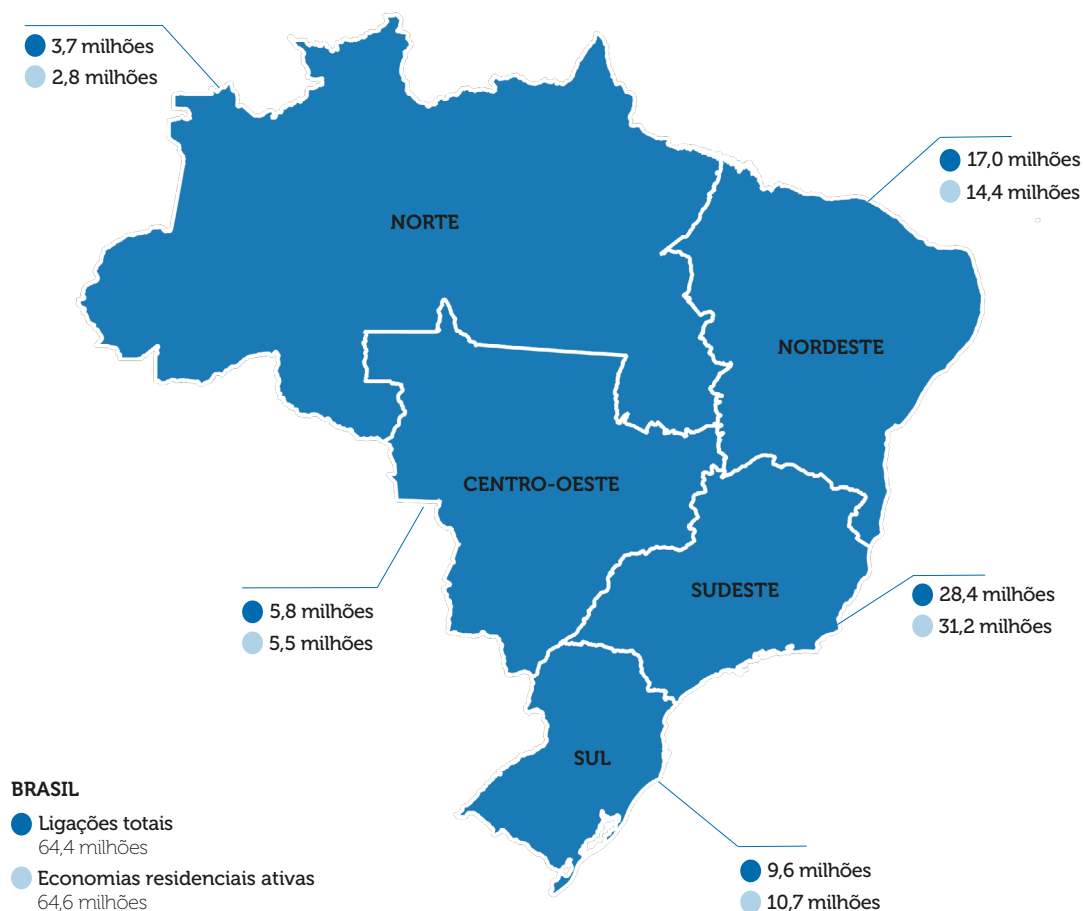 3,7 milhões
2,8 milhões
17,0 milhões
14,4 milhões
NORTE
NORDESTE
CENTRO-OESTE
SUDESTE
5,8 milhões
5,5 milhões
28,4 milhões
31,2 milhões
SUL
BRASIL
Ligações totais
64,4 milhões
Economias residenciais ativas
64,6 milhões
9,6 milhões
10,7 milhões